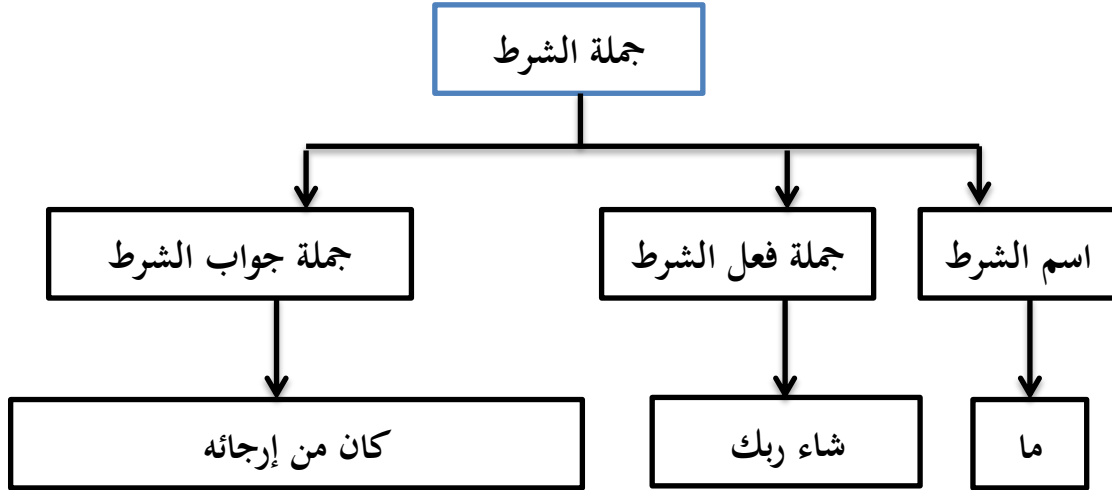 جملة الشرط
اسم الشرط
جملة فعل الشرط
جملة جواب الشرط
ما
شاء ربك
كان من إرجائه